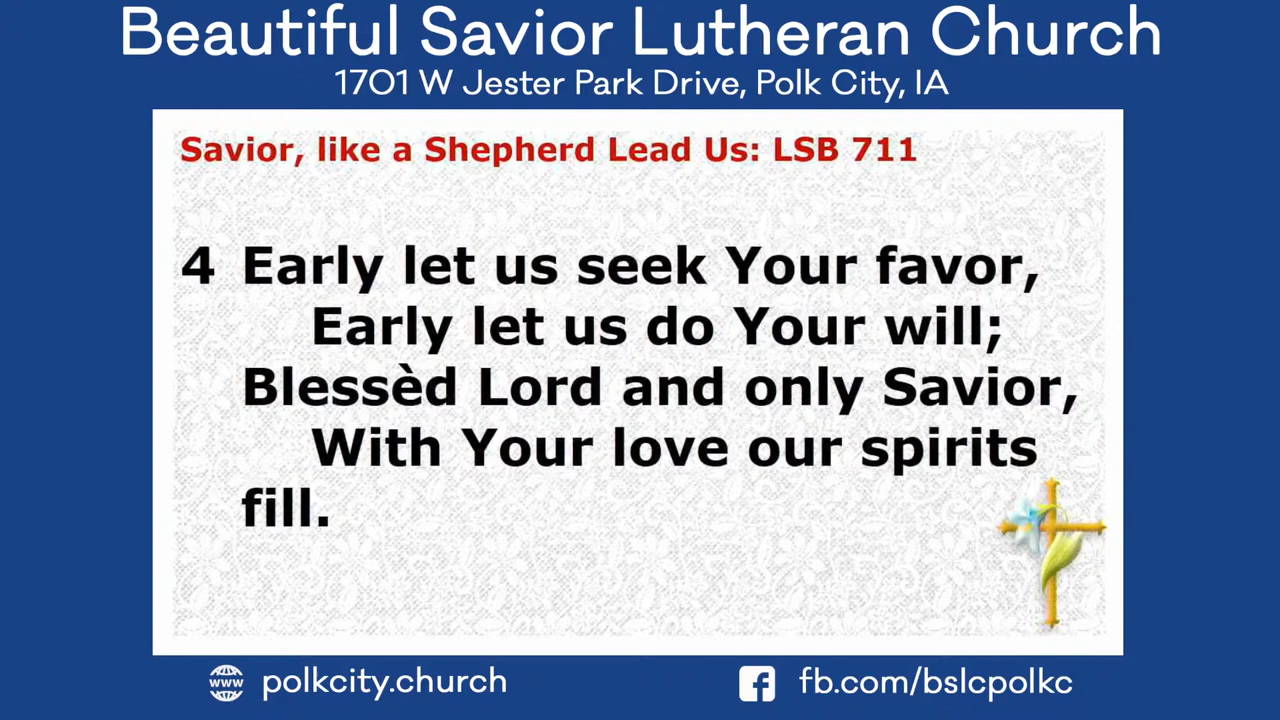 Beautiful Savior Lutheran Church
1701 W Jester Park Drive, Polk City, IA
Savior, like a Shepherd Lead Us: LSB 711
4 Early let us seek Your favor,
Early let us do Your will;
Blessèd Lord and only Savior,
With Your love our spirits
fill.
www polkcity.church
fb.com/bslcpolkc